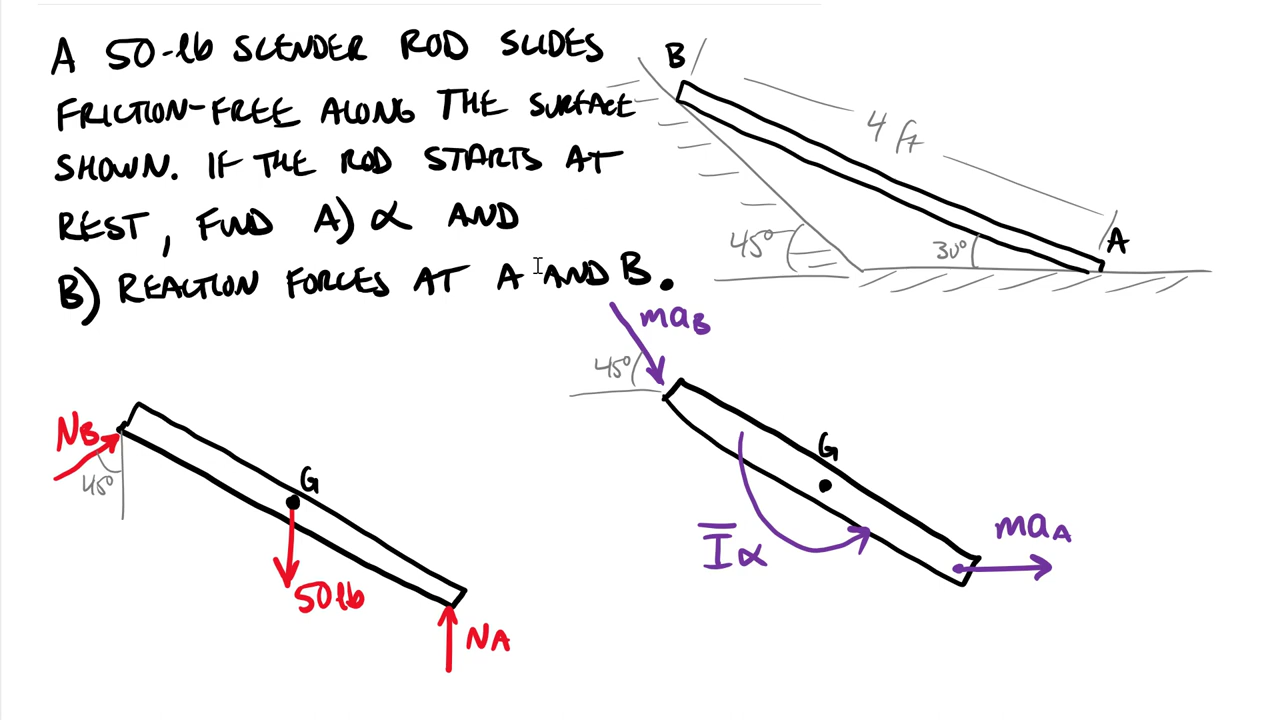 A 50-lb SLENDER ROD SLIDES
FRICTION-FREE ALONG THE SURFACE
SHOWN. IF THE ROD STARTS AT
REST, FIND A) α AND
B) REACTION FORCES AT A AND B.
B
4 ft
A
45°
30°
maB
45°
NB
45°
G
50 lb
NA
G
Iα
maA